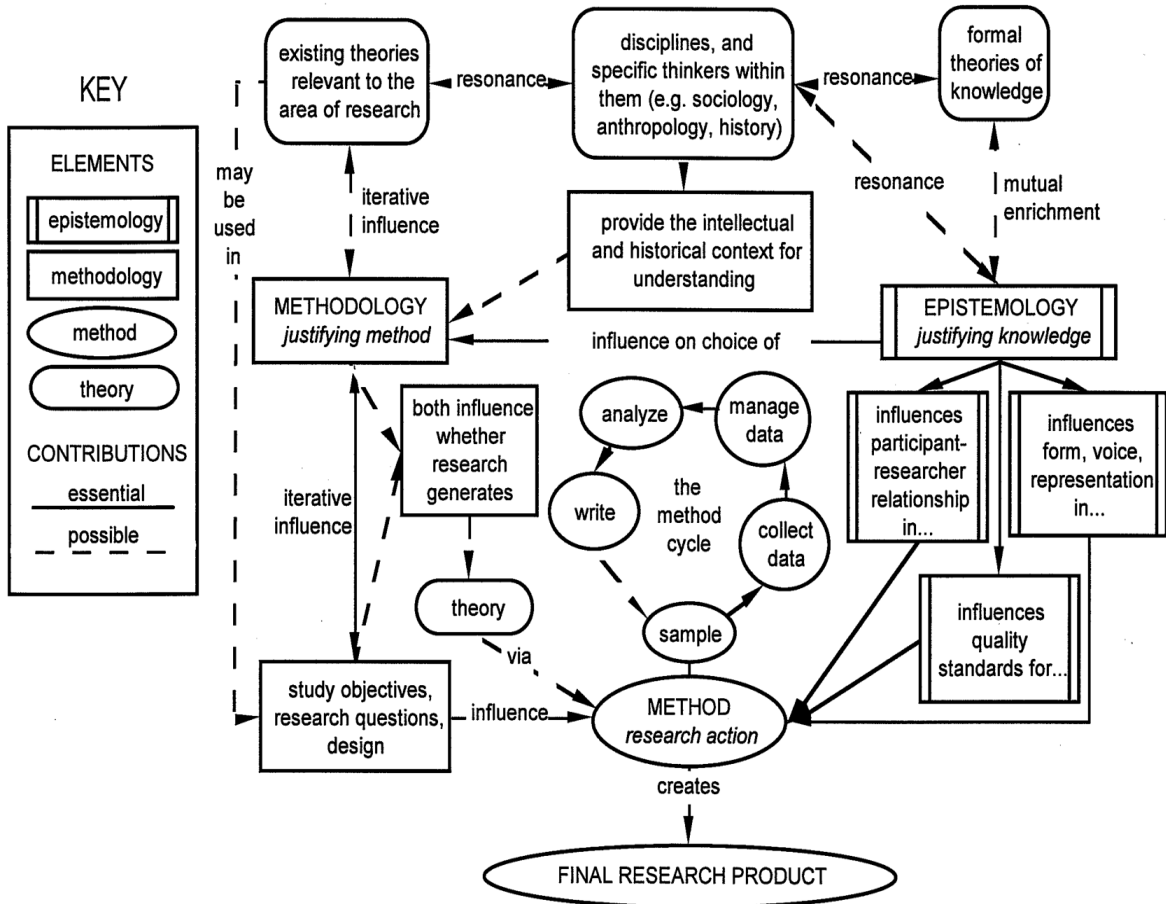 KEY
ELEMENTS
epistemology
methodology
method
theory
CONTRIBUTIONS
essential
possible
existing theories
relevant to the
area of research
resonance
disciplines, and
specific thinkers within
them (e.g. sociology,
anthropology, history)
resonance
formal
theories of
knowledge
may
be
used
in
iterative
influence
resonance
mutual
enrichment
provide the intellectual
and historical context for
understanding
METHODOLOGY
justifying method
influence on choice of
EPISTEMOLOGY
justifying knowledge
both influence
whether
research
generates
iterative
influence
theory
via
analyze
manage
data
write
the
method
cycle
collect
data
sample
influences
participant-
researcher
relationship
in...
influences
form, voice,
representation
in...
influences
quality
standards for...
study objectives,
research questions,
design
influence
METHOD
research action
creates
FINAL RESEARCH PRODUCT